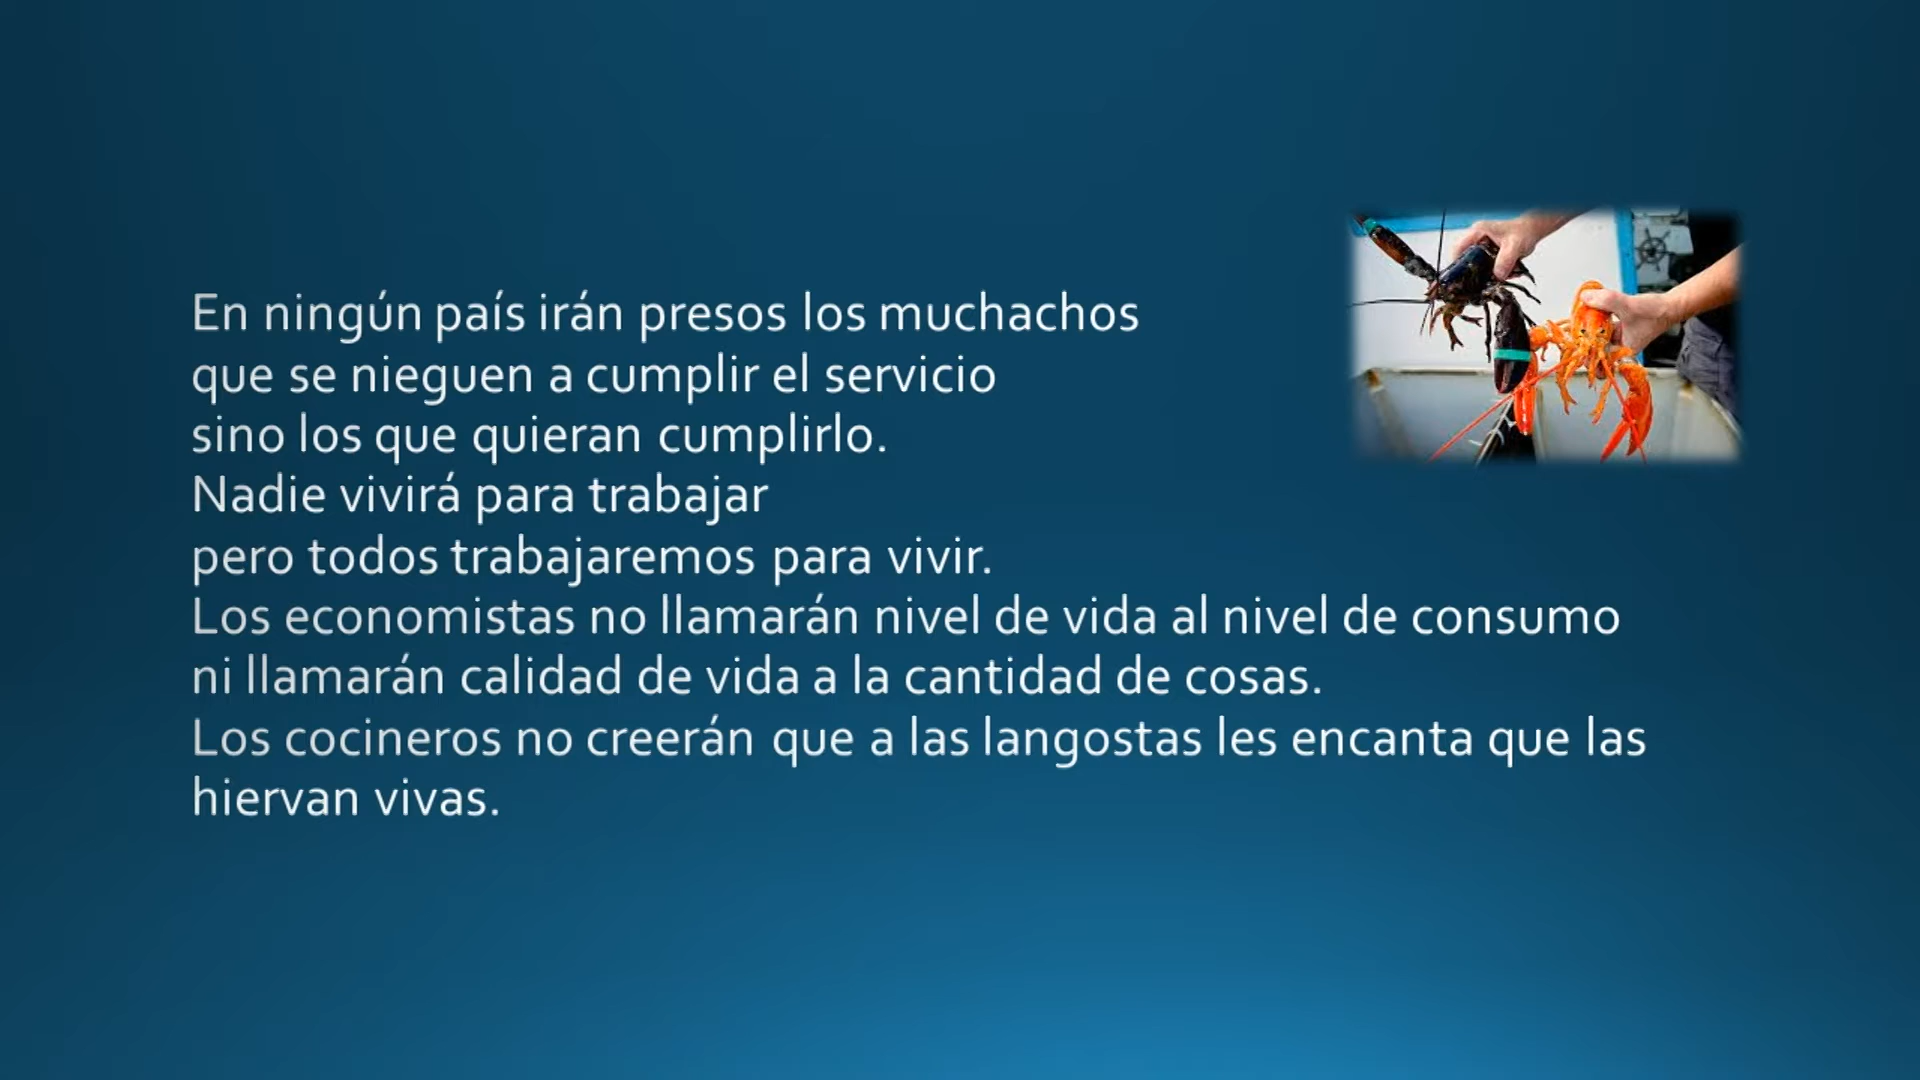 En ningún país irán presos los muchachos
que se nieguen a cumplir el servicio
sino los que quieran cumplirlo.
Nadie vivirá para trabajar
pero todos trabajaremos para vivir.
Los economistas no llamarán nivel de vida al nivel de consumo
ni llamarán calidad de vida a la cantidad de cosas.
Los cocineros no creerán que a las langostas les encanta que las
hiervan vivas.